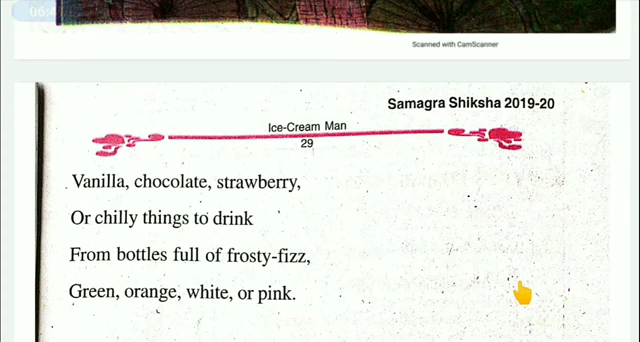 Scanned with CamScanner
Samagra Shiksha 2019-20
Ice-Cream Man
29
Vanilla, chocolate, strawberry,
Or chilly things to drink
From bottles full of frosty-fizz,
Green, orange, white, or pink.